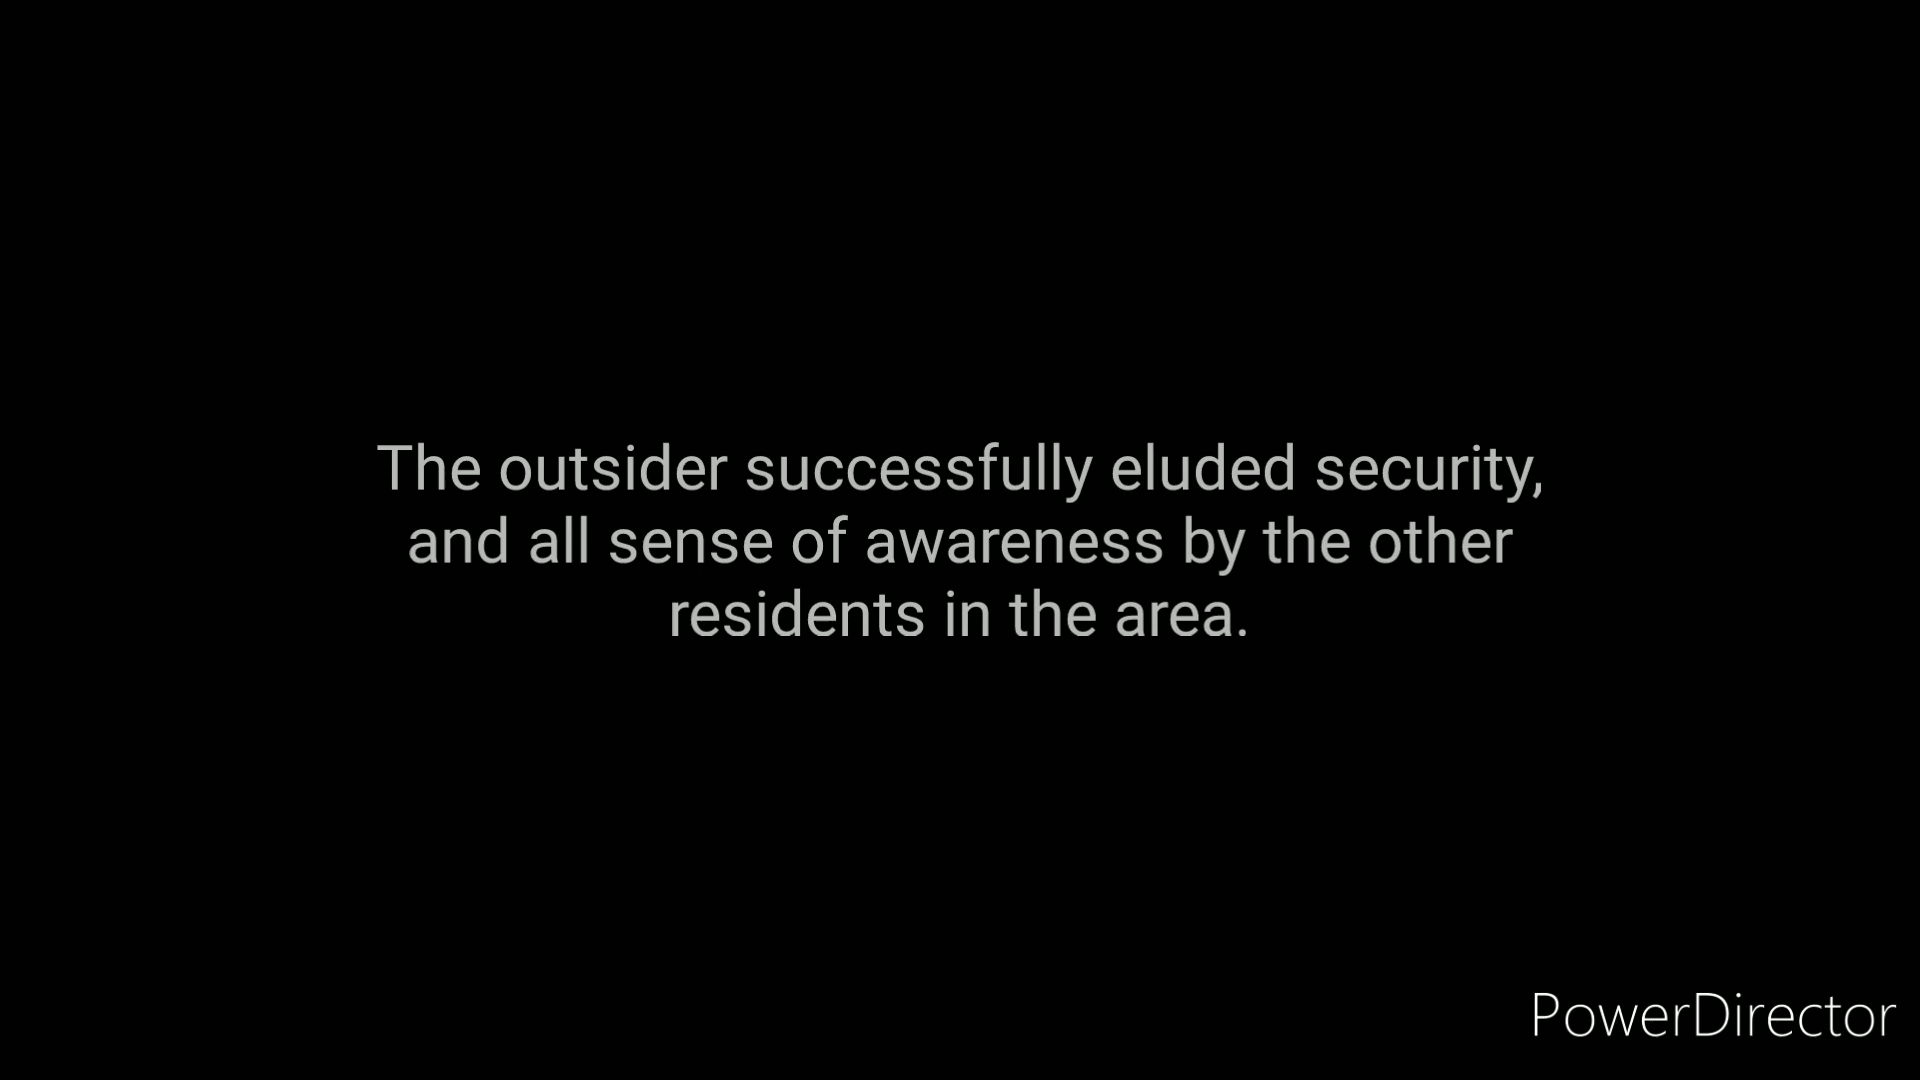 The outsider successfully eluded security,
and all sense of awareness by the other
residents in the area.
PowerDirector